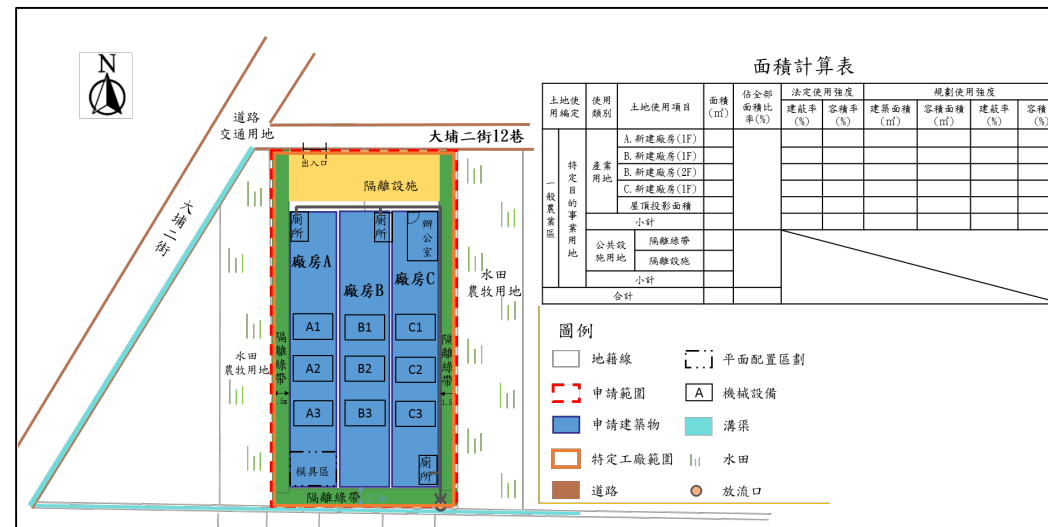 N
道路
交通用地
大埔二街12巷
大埔二街
出入口
隔離設施
廁所
廁所
辦公室
廠房A
廠房B
廠房C
水田
農牧用地
水田
農牧用地
A1
B1
C1
A2
B2
C2
A3
B3
C3
隔離綠帶
隔離綠帶
1.5
模具區
廁所
隔離綠帶
面積計算表
土地使用編定
使用類別
土地使用項目
面積(㎡)
佔全部面積比率(%)
法定使用強度
規劃使用強度
建蔽率(%)
容積率(%)
建築面積(㎡)
容積面積(㎡)
建蔽率(%)
容積
(%)
一般農業區
特定目的事業用地
產業用地
A.新建廠房(1F)
B.新建廠房(1F)
B.新建廠房(2F)
C.新建廠房(1F)
屋頂投影面積
小計
公共設施用地
隔離綠帶
隔離設施
小計
合計
圖例
地籍線
平面配置區劃
申請範圍
A
機械設備
申請建築物
溝渠
特定工廠範圍
水田
道路
放流口